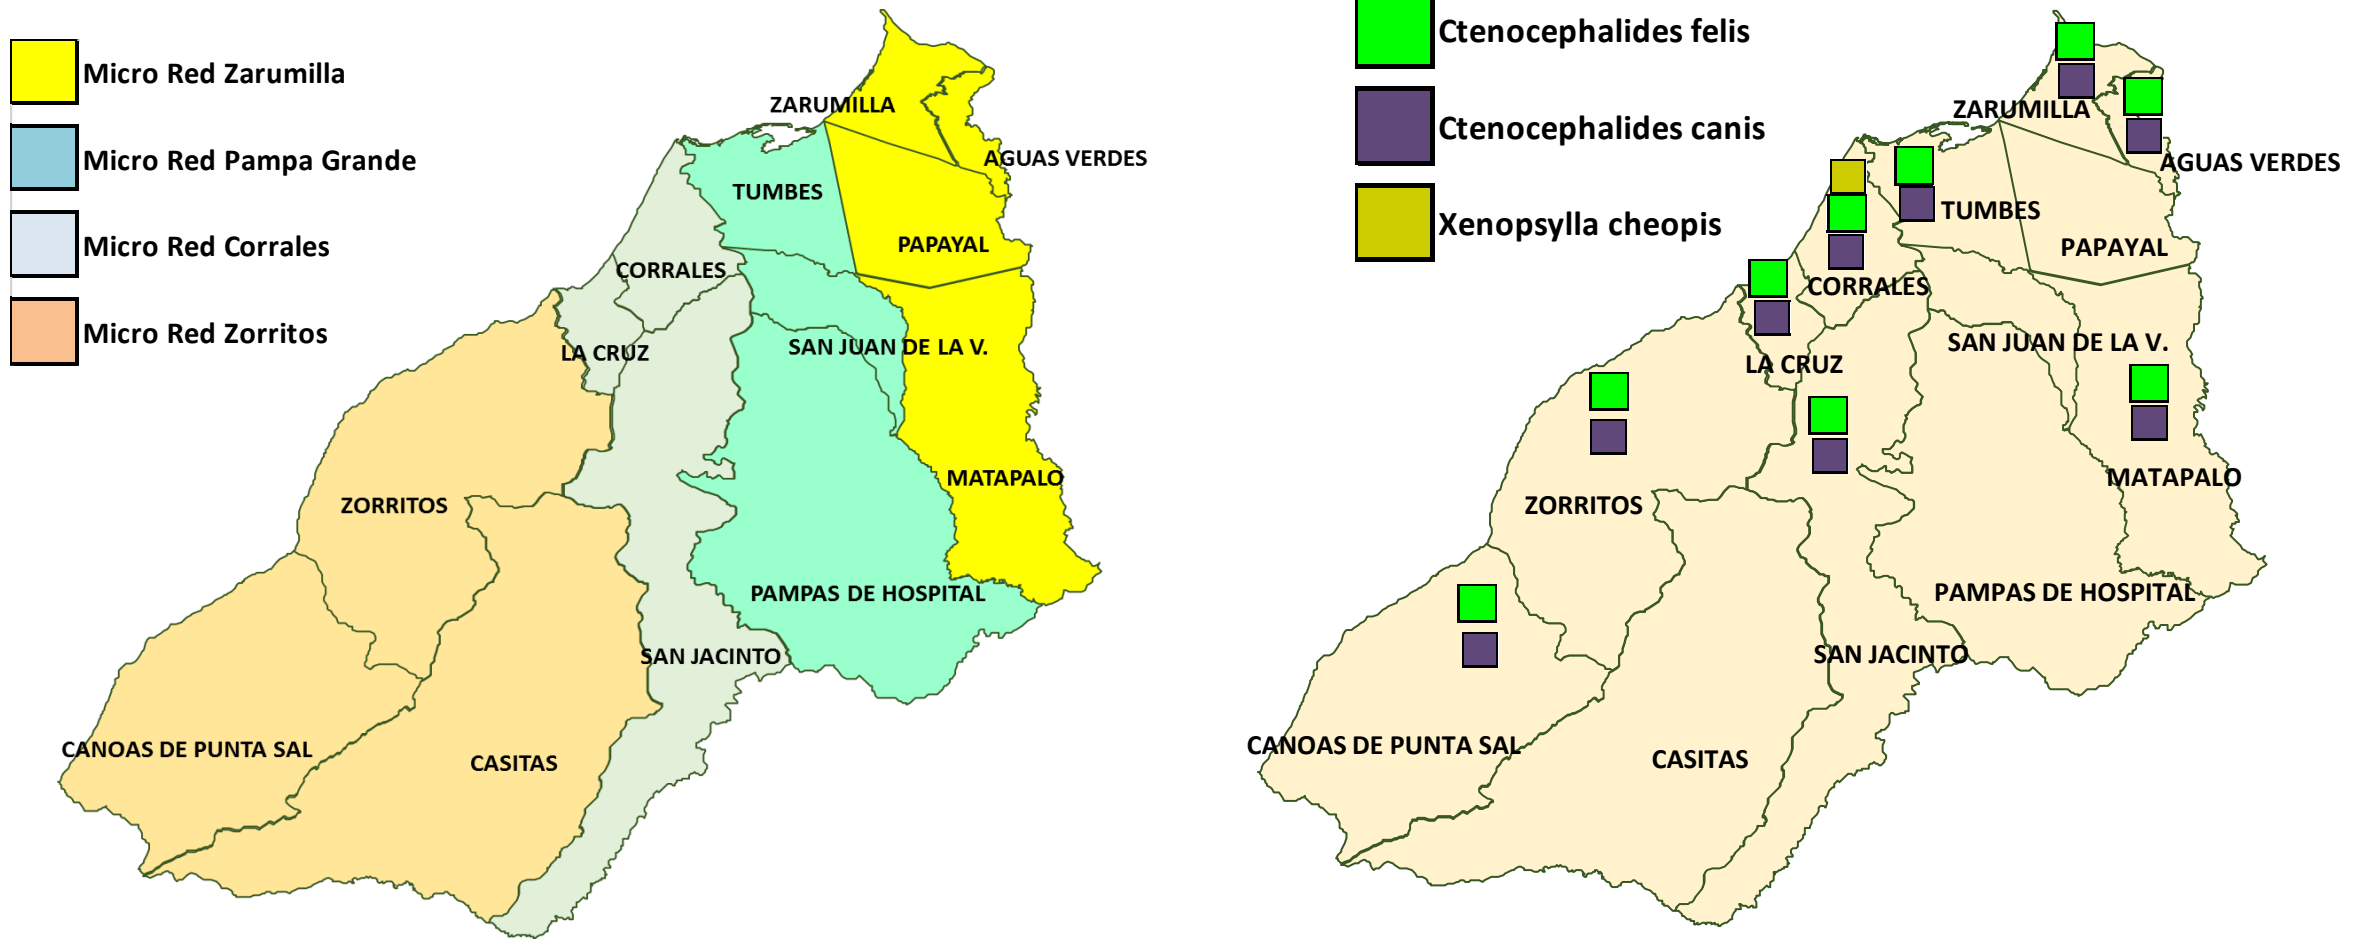 Micro Red Zarumilla
Micro Red Pampa Grande
Micro Red Corrales
Micro Red Zorritos
ZARUMILLA
AGUAS VERDES
TUMBES
PAPAYAL
CORRALES
LA CRUZ
SAN JUAN DE LA V.
MATAPALO
ZORRITOS
PAMPAS DE HOSPITAL
SAN JACINTO
CANOAS DE PUNTA SAL
CASITAS
Ctenocephalides felis
Ctenocephalides canis
Xenopsylla cheopis
ZARUMILLA
AGUAS VERDES
TUMBES
PAPAYAL
CORRALES
SAN JUAN DE LA V.
LA CRUZ
MATAPALO
ZORRITOS
PAMPAS DE HOSPITAL
SAN JACINTO
CANOAS DE PUNTA SAL
CASITAS